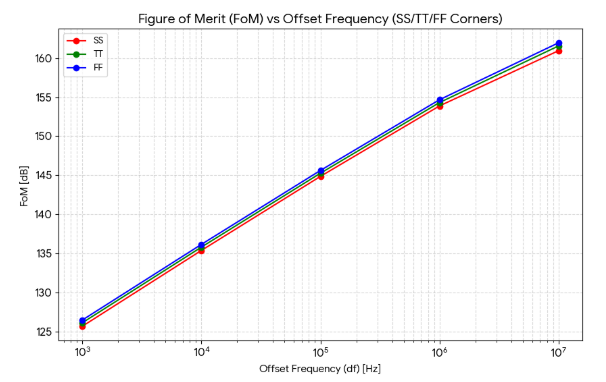 Figure of Merit (FoM) vs Offset Frequency (SS/TT/FF Corners)
SS
TT
FF
FoM [dB]
160
155
150
145
140
135
130
125
10³
10⁴
10⁵
10⁶
10⁷
Offset Frequency (df) [Hz]